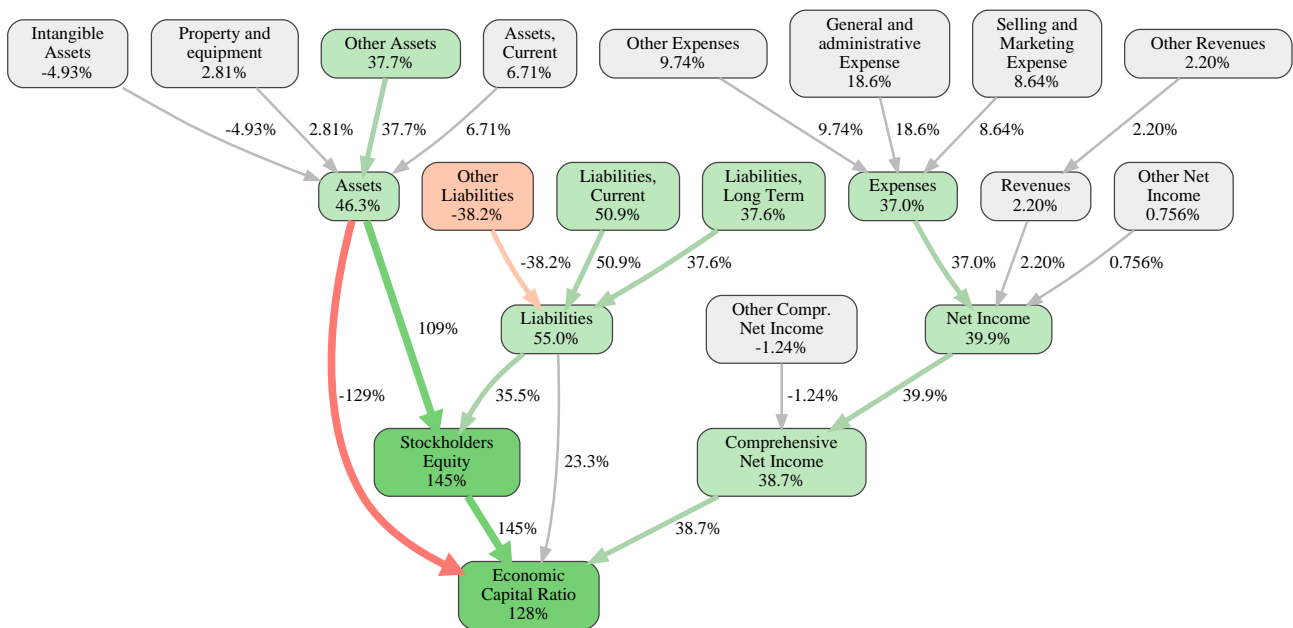 Intangible
Assets
-4.93%
Property and
equipment
2.81%
Other Assets
37.7%
Assets,
Current
6.71%
Other Expenses
9.74%
General and
administrative
Expense
18.6%
Selling and
Marketing
Expense
8.64%
Other Revenues
2.20%
-4.93%
2.81%
37.7%
6.71%
9.74%
18.6%
8.64%
2.20%
Assets
46.3%
Other
Liabilities
-38.2%
Liabilities,
Current
50.9%
Liabilities,
Long Term
37.6%
Expenses
37.0%
Revenues
2.20%
Other Net
Income
0.756%
-38.2%
50.9%
37.6%
37.0%
2.20%
0.756%
Liabilities
55.0%
Other Compr.
Net Income
-1.24%
Net Income
39.9%
109%
-129%
35.5%
-1.24%
39.9%
Stockholders
Equity
145%
23.3%
Comprehensive
Net Income
38.7%
145%
38.7%
Economic
Capital Ratio
128%